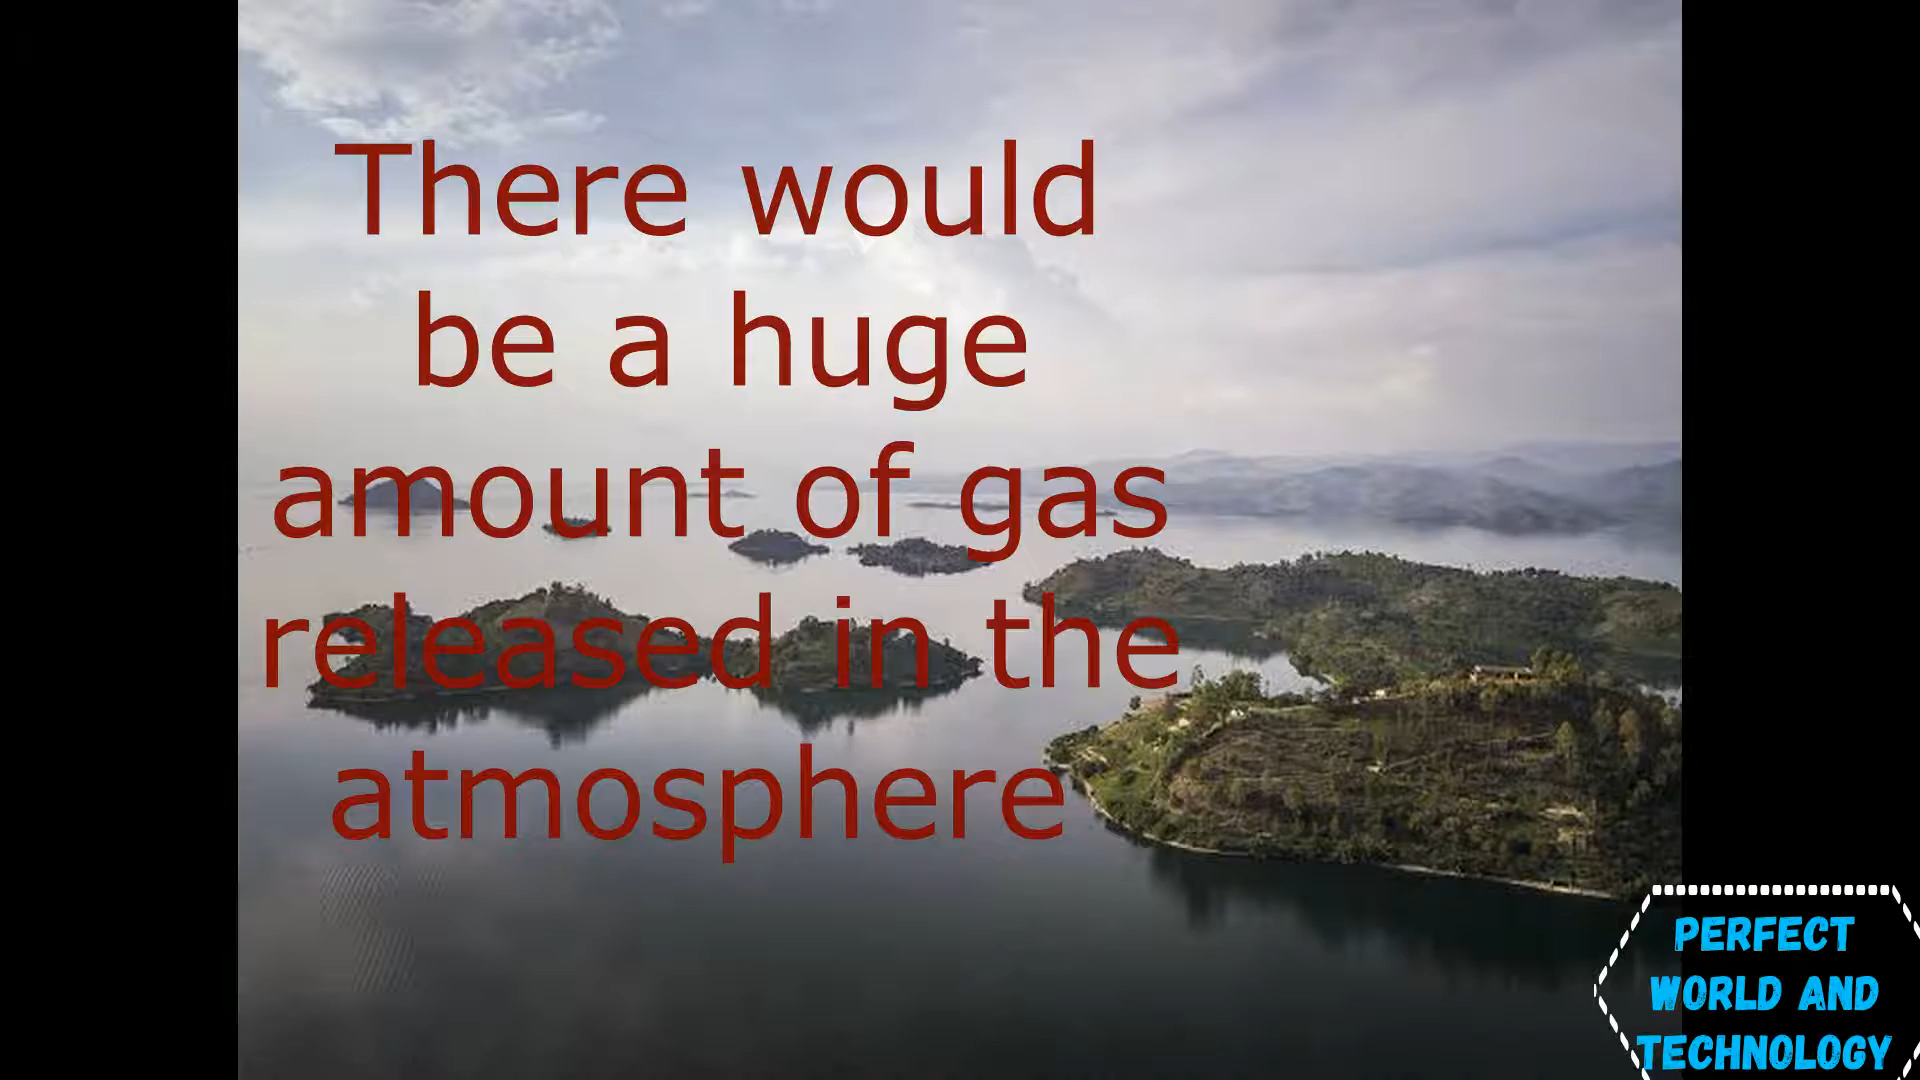 There would
be a huge
amount of gas
released in the
atmosphere
PERFECT
WORLD AND
TECHNOLOGY